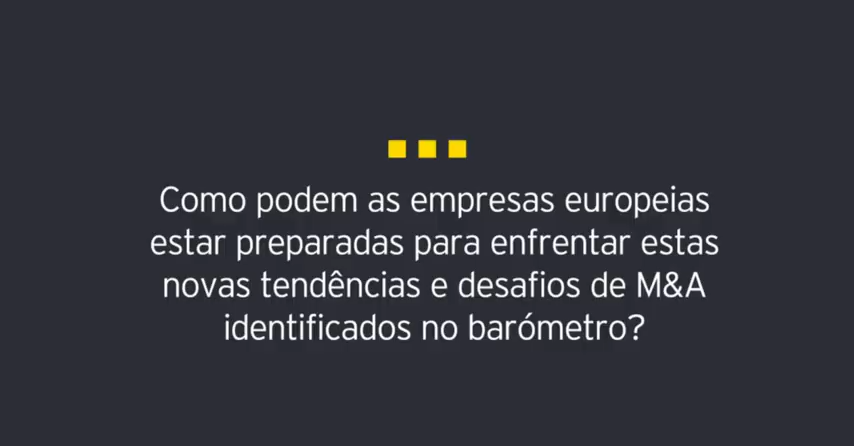 Como podem as empresas europeias
estar preparadas para enfrentar estas
novas tendências e desafios de M&A
identificados no barómetro?